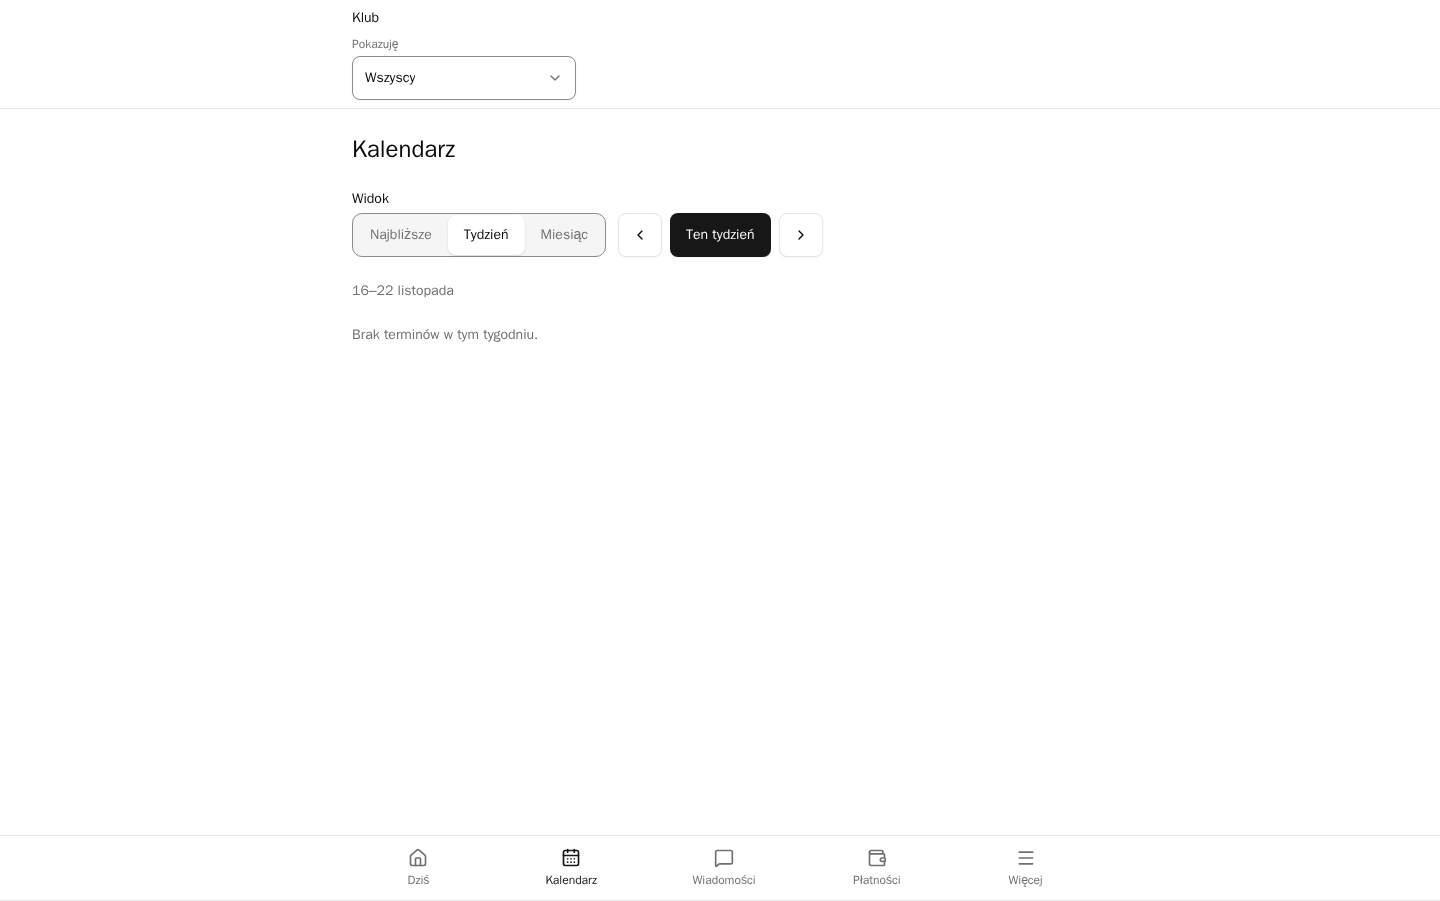 Klub
Pokazuję
Wszyscy
Kalendarz
Widok
Najbliższe Tydzień Miesiąc Ten tydzień
16–22 listopada
Brak terminów w tym tygodniu.
Dziś Kalendarz Wiadomości Płatności Więcej